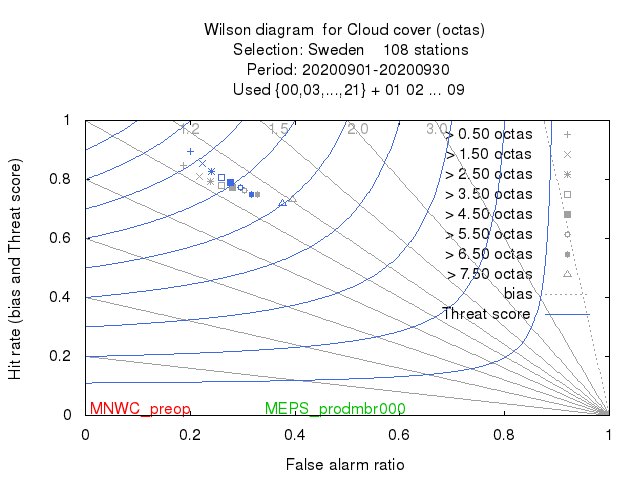 Wilson diagram for Cloud cover (octas)
Selection: Sweden 108 stations
Period: 20200901-20200930
Used {00,03,...,21} + 01 02 ... 09
1.2 1.5 2.0 3.0
> 0.50 octas
> 1.50 octas
> 2.50 octas
> 3.50 octas
> 4.50 octas
> 5.50 octas
> 6.50 octas
> 7.50 octas
bias
Threat score
Hit rate (bias and Threat score)
1
0.8
0.6
0.4
0.2
0
MNWC_preop MEPS_prodmbr000
0 0.2 0.4 0.6 0.8 1
False alarm ratio